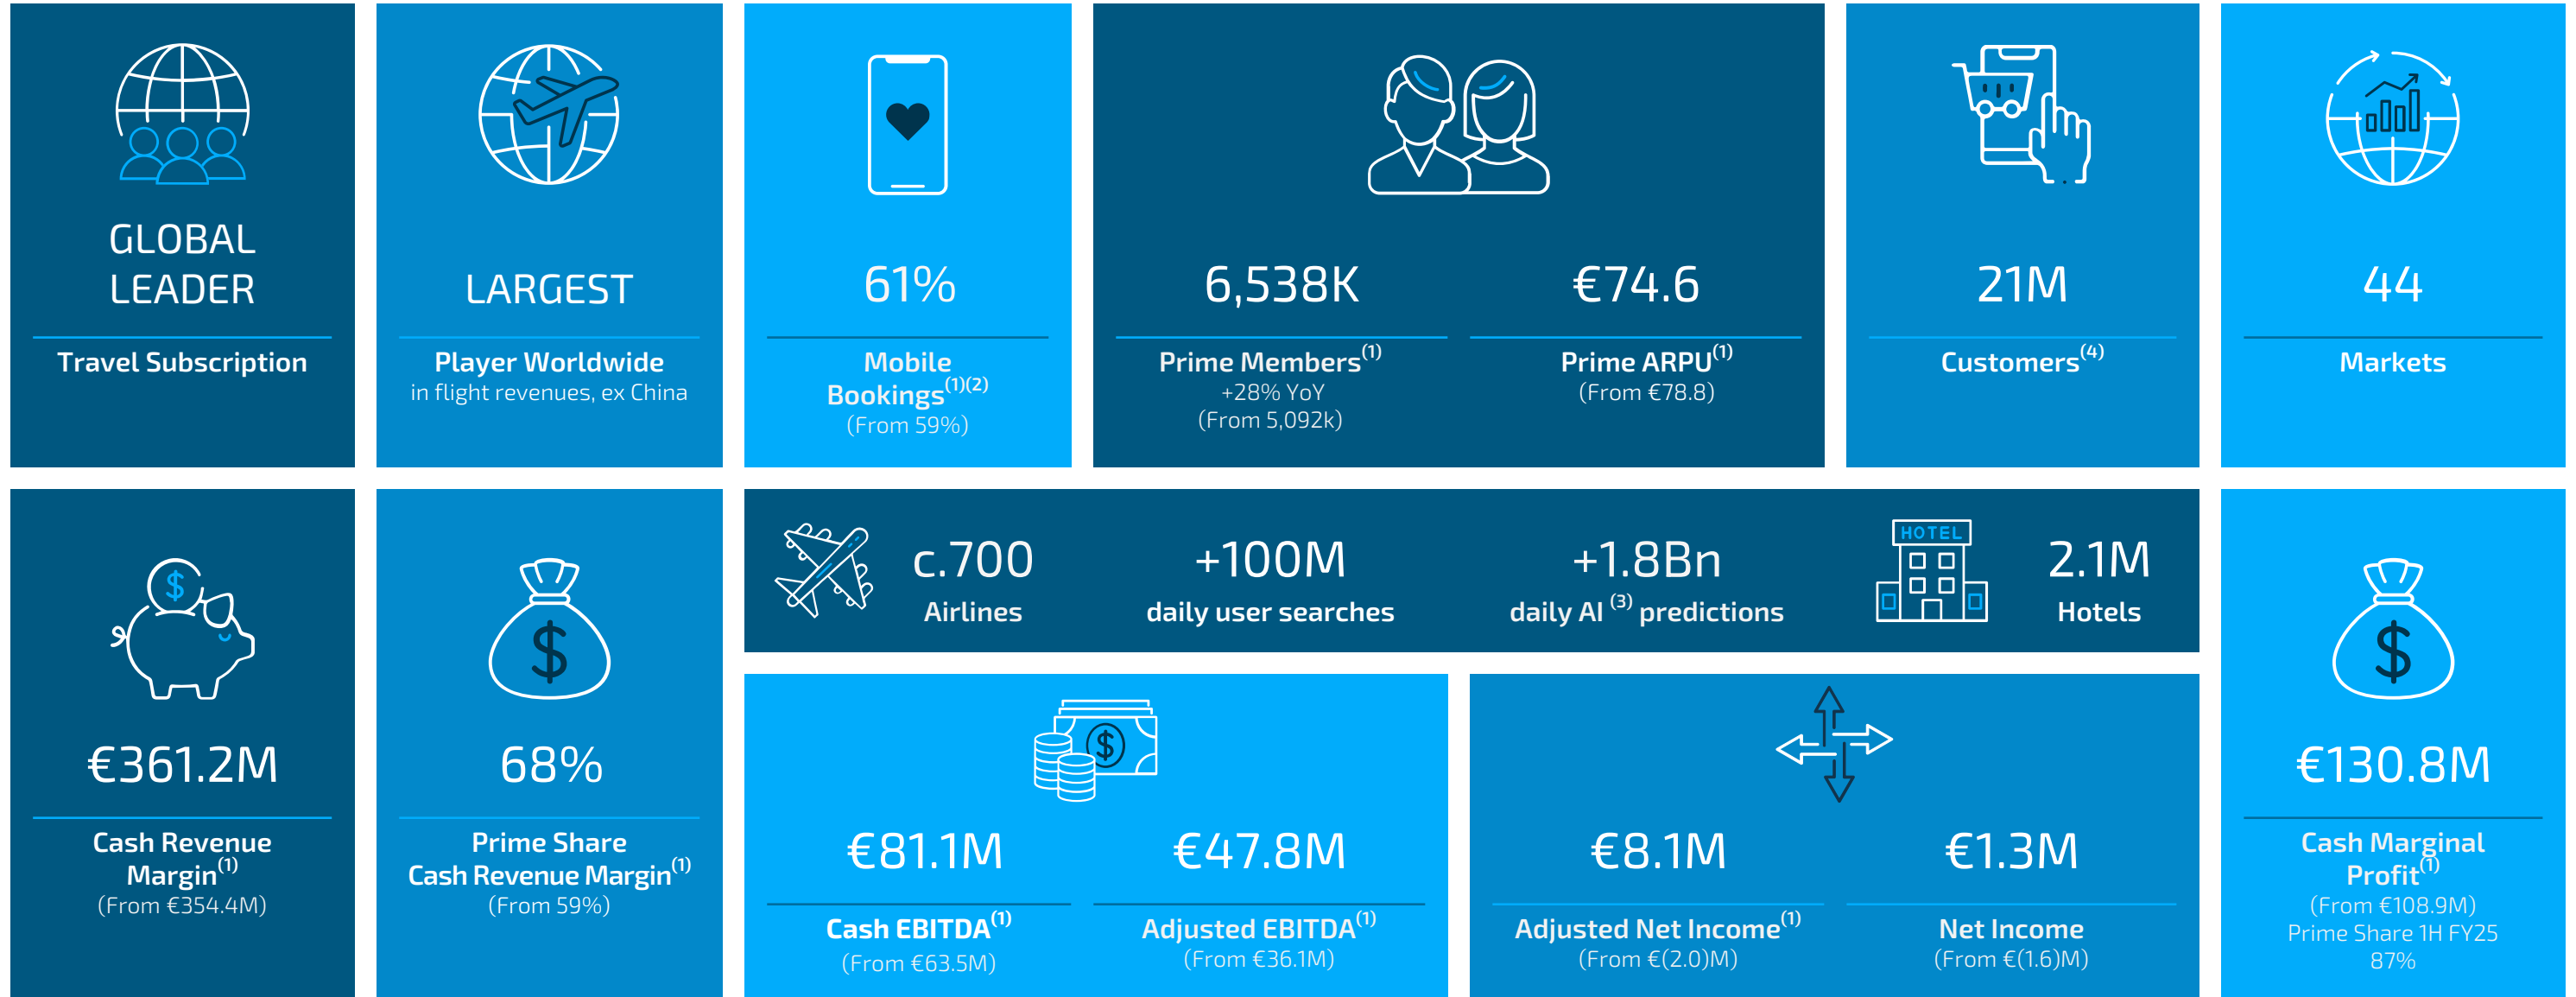 GLOBAL
LEADER
Travel Subscription
LARGEST
Player Worldwide
in flight revenues, ex China
61%
Mobile
Bookings(1)(2)
(From 59%)
6,538K
Prime Members(1)
+28% YoY
(From 5,092k)
€74.6
Prime ARPU(1)
(From €78.8)
21M
Customers(4)
44
Markets
$
€361.2M
Cash Revenue
Margin(1)
(From €354.4M)
$
68%
Prime Share
Cash Revenue Margin(1)
(From 59%)
c.700
Airlines
+100M
daily user searches
+1.8Bn
daily AI (3) predictions
HOTEL
2.1M
Hotels
$
€81.1M
Cash EBITDA(1)
(From €63.5M)
€47.8M
Adjusted EBITDA(1)
(From €36.1M)
€8.1M
Adjusted Net Income(1)
(From €(2.0)M)
€1.3M
Net Income
(From €(1.6)M)
$
€130.8M
Cash Marginal
Profit(1)
(From €108.9M)
Prime Share 1H FY25
87%